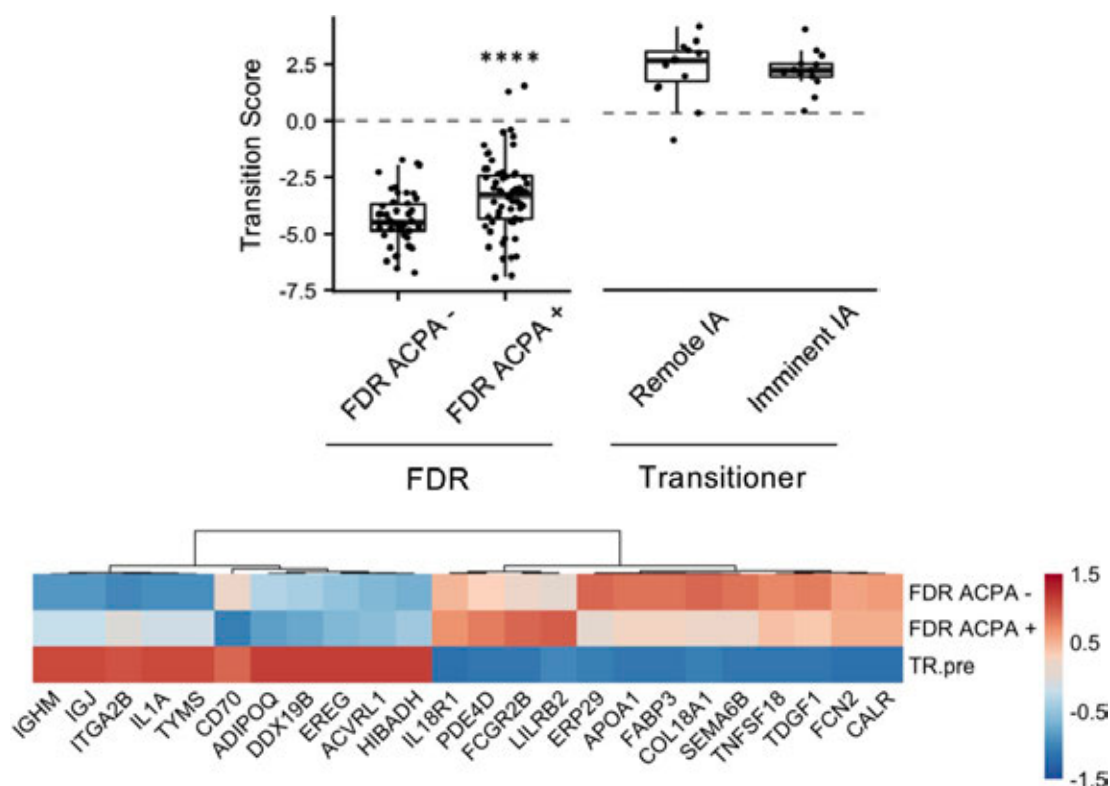 Transition Score
2.5
0.0
-2.5
-5.0
-7.5
****
FDR ACPA -
FDR ACPA +
Remote IA
Imminent IA
FDR
Transitioner
FDR ACPA -
FDR ACPA +
TR.pre
IGHM
IGJ
ITGA2B
IL1A
TYMS
CD70
ADIPOQ
DDX19B
EREG
ACVRL1
HIBADH
IL18R1
PDE4D
FCGR2B
LILRB2
ERP29
APOA1
FABP3
COL18A1
SEMA6B
TNFSF18
TDGF1
FCN2
CALR
1.5
0.5
-0.5
-1.5